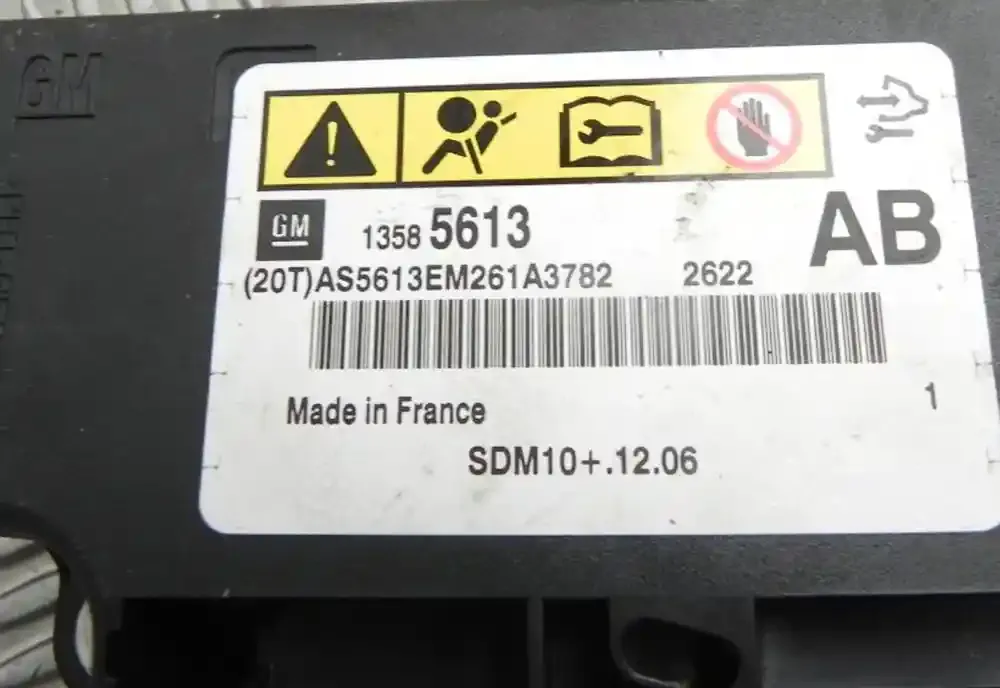 GM
GM 1358 5613 AB
(20T)AS5613EM261A3782 2622
Made in France 1
SDM10+.12.06